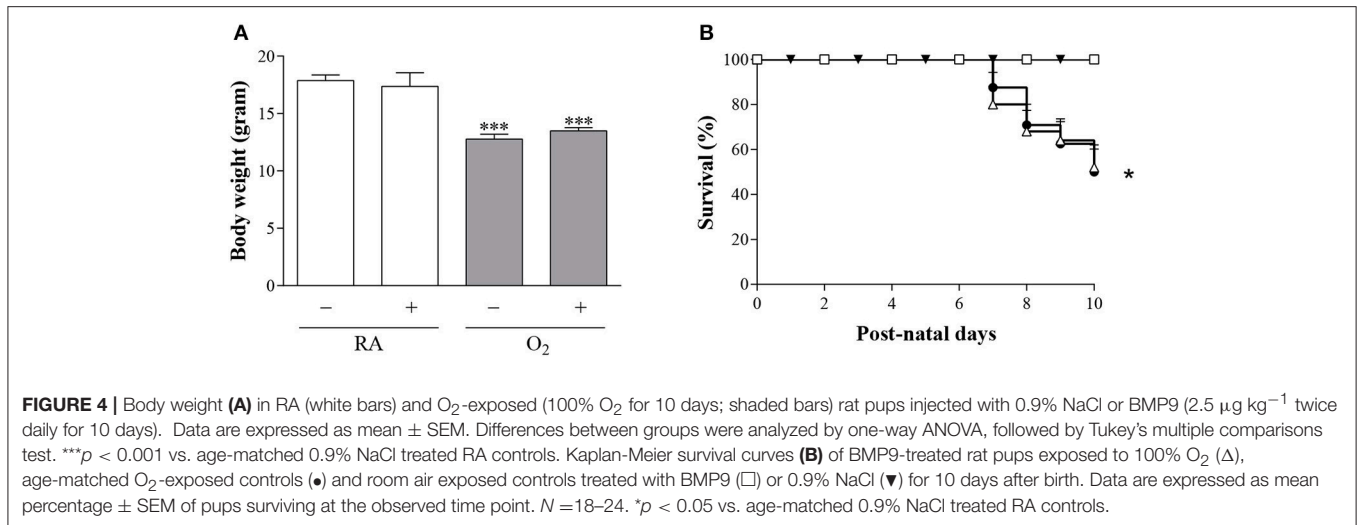 A
Body weight (gram)
20
15
10
5
0
***
***
− + − +
RA O₂
B
Survival (%)
100
80
60
40
20
0
*
0 2 4 6 8 10
Post-natal days
FIGURE 4 | Body weight (A) in RA (white bars) and O₂-exposed (100% O₂ for 10 days; shaded bars) rat pups injected with 0.9% NaCl or BMP9 (2.5 μg kg⁻¹ twice
daily for 10 days). Data are expressed as mean ± SEM. Differences between groups were analyzed by one-way ANOVA, followed by Tukey's multiple comparisons
test. ***p < 0.001 vs. age-matched 0.9% NaCl treated RA controls. Kaplan-Meier survival curves (B) of BMP9-treated rat pups exposed to 100% O₂ (Δ),
age-matched O₂-exposed controls (●) and room air exposed controls treated with BMP9 (□) or 0.9% NaCl (▼) for 10 days after birth. Data are expressed as mean
percentage ± SEM of pups surviving at the observed time point. N =18–24. *p < 0.05 vs. age-matched 0.9% NaCl treated RA controls.